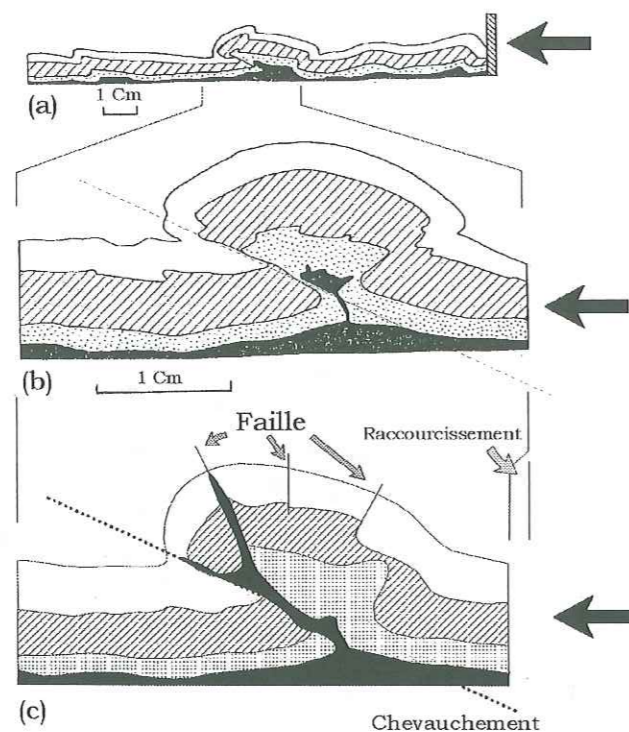 1 Cm
(a)
(b)
1 Cm
Faille
Raccourcissement
(c)
Chevauchement